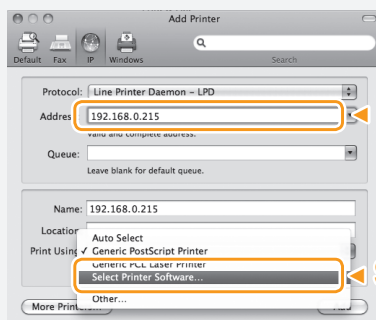 Add Printer
Default Fax IP Windows Search
Protocol: Line Printer Daemon – LPD
Address: 192.168.0.215
Valid and complete address.
Queue:
Leave blank for default queue.
Name: 192.168.0.215
Location
Auto Select
Print Using ✓ Generic PostScript Printer
Generic PCL Laser Printer
Select Printer Software...
Other...
More Printers... Add